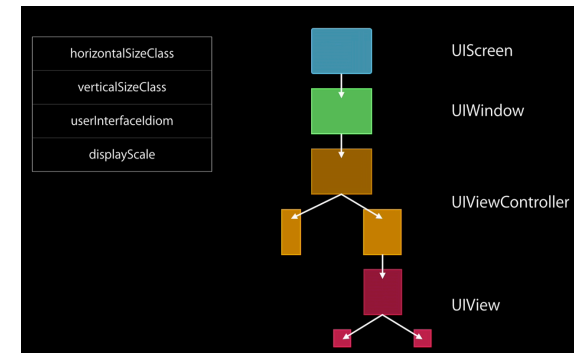 horizontalSizeClass
verticalSizeClass
userInterfaceIdiom
displayScale
UIScreen
UIWindow
UIViewController
UIView